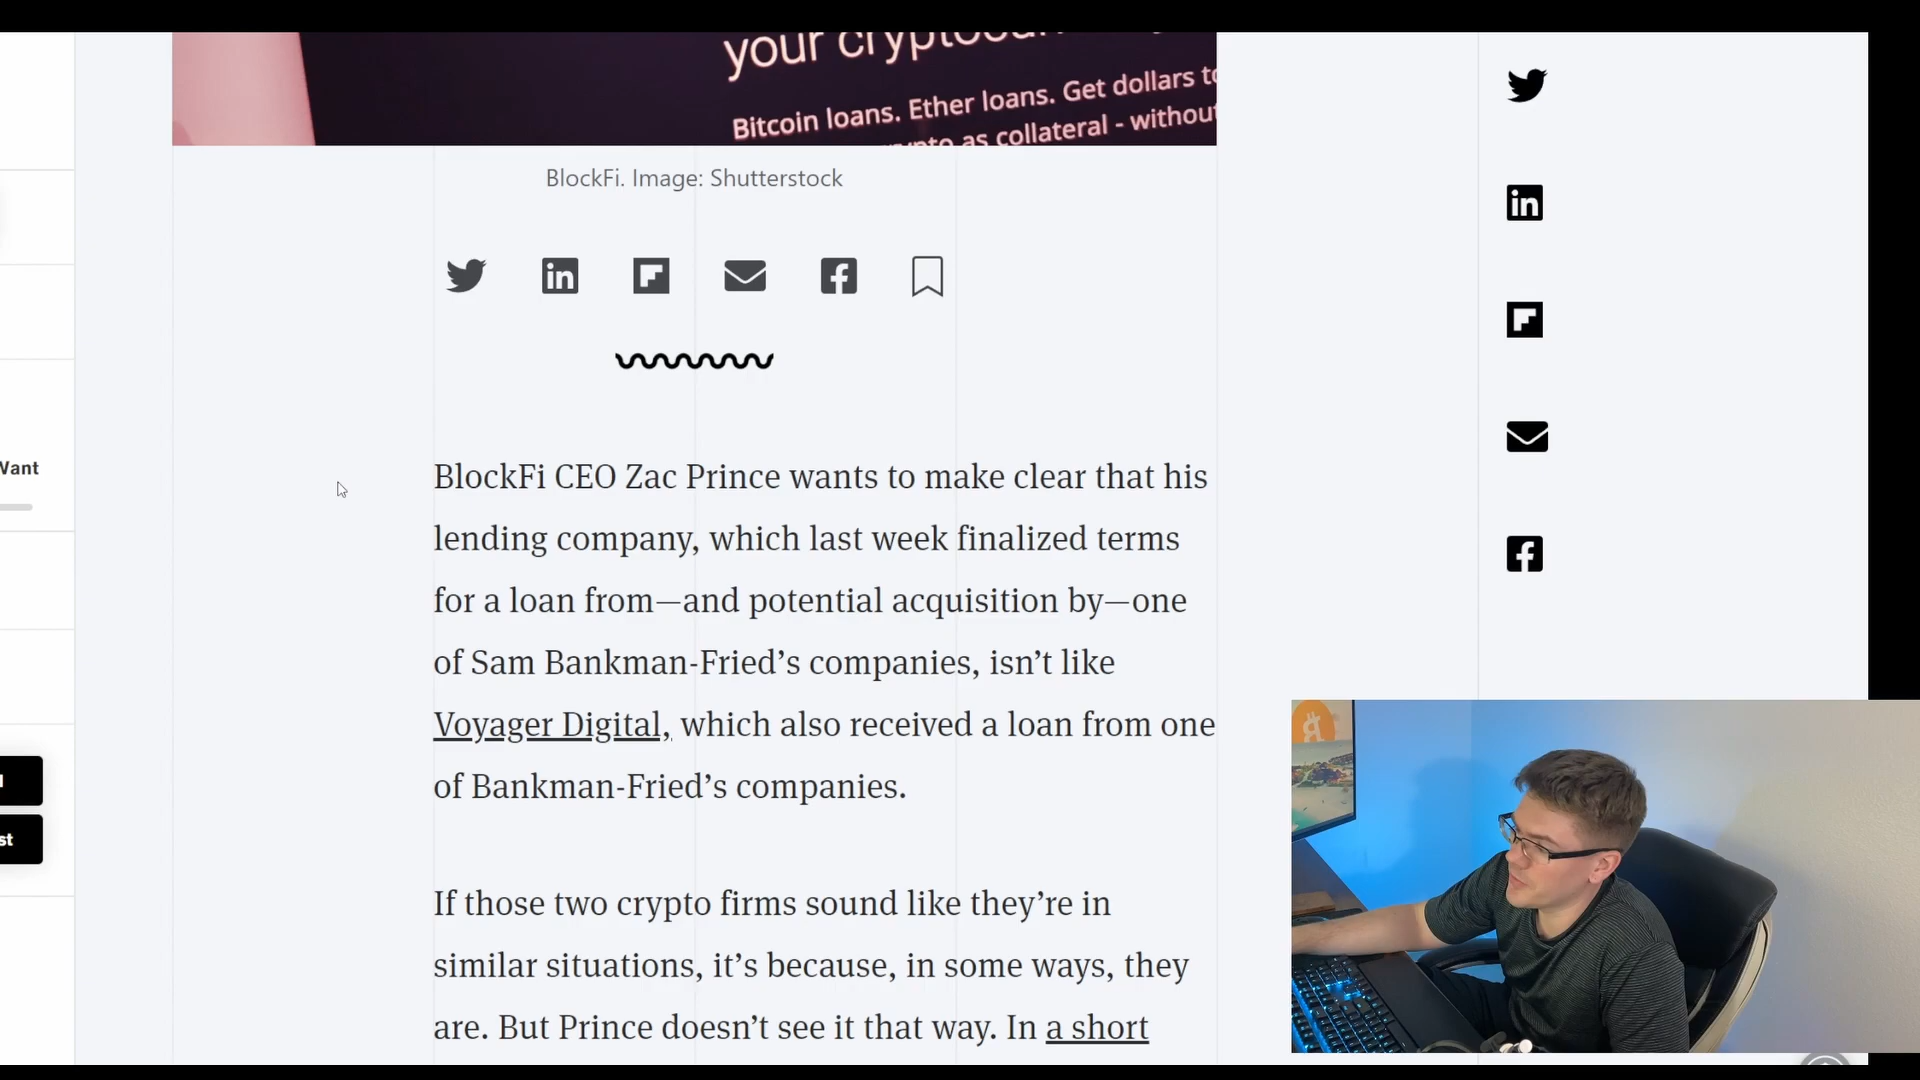 your
Bitcoin loans. Ether loans. Get dollars
as collateral - without
BlockFi. Image: Shutterstock
Want
BlockFi CEO Zac Prince wants to make clear that his
lending company, which last week finalized terms
for a loan from—and potential acquisition by—one
of Sam Bankman-Fried’s companies, isn’t like
Voyager Digital, which also received a loan from one
of Bankman-Fried’s companies.
If those two crypto firms sound like they’re in
similar situations, it’s because, in some ways, they
are. But Prince doesn’t see it that way. In a short